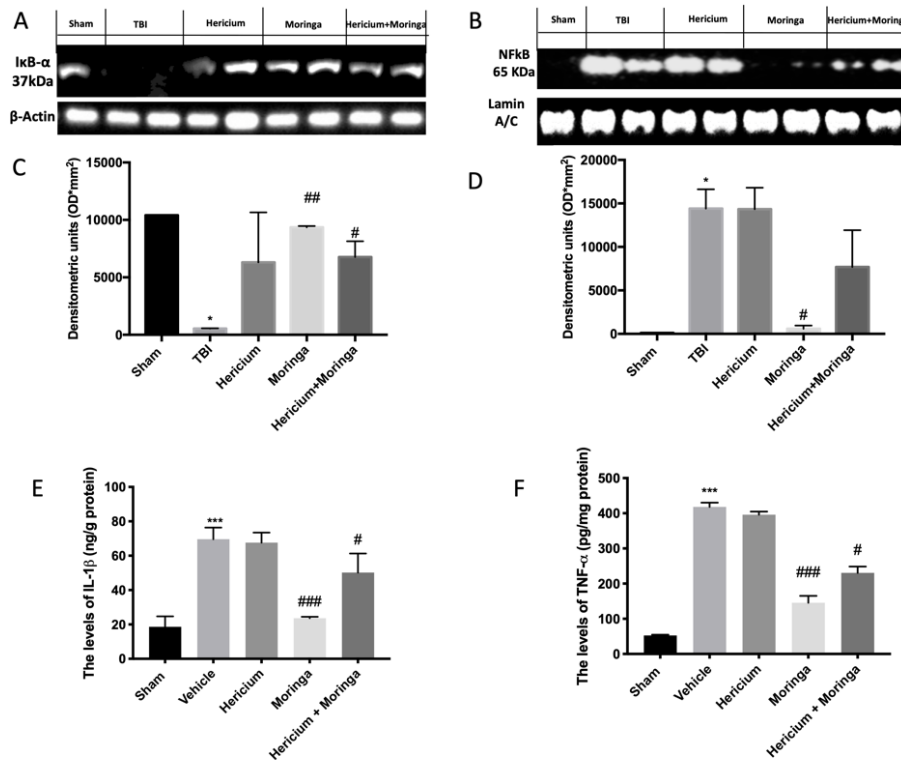 A
Sham TBI Hericium Moringa Hericium+Moringa
IκB-α
37kDa
β-Actin
B
Sham TBI Hericium Moringa
NFkB
65 KDa
Lamin
A/C
C
Densitometric units (OD*mm²)
15000
10000
5000
0
*
##
#
Sham
TBI
Hericium
Moringa
Hericium+Moringa
D
Densitometric units (OD*mm²)
20000
15000
10000
5000
0
*
#
Sham
TBI
Hericium
Moringa
Hericium+Moringa
E
The levels of IL-1β (ng/g protein)
100
80
60
40
20
0
***
###
#
Sham
Vehicle
Hericium
Moringa
Hericium + Moringa
F
The levels of TNF-α (pg/mg protein)
500
400
300
200
100
0
***
###
#
Sham
Vehicle
Hericium
Moringa
Hericium + Moringa